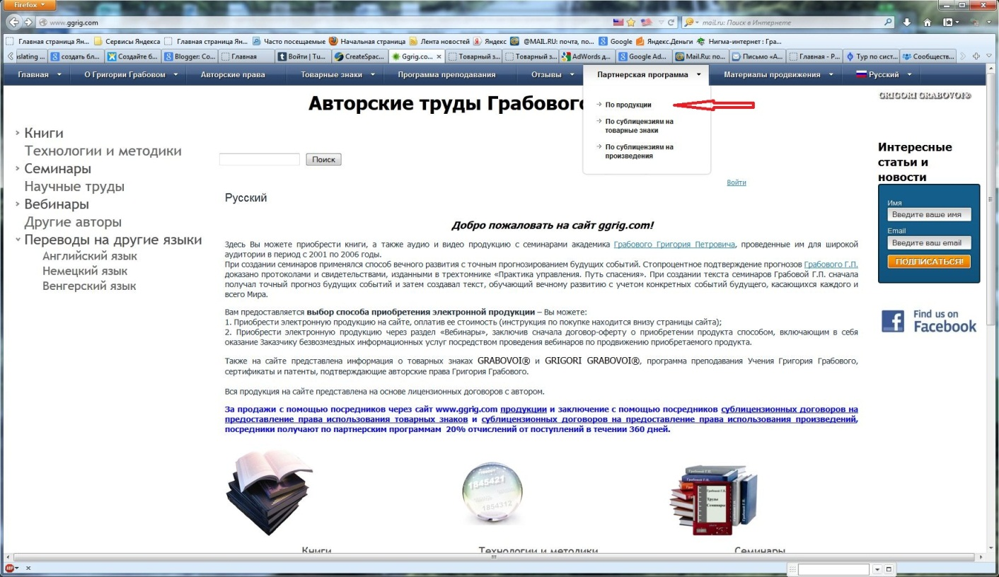 Firefox
www.ggrig.com
mail.ru: Поиск в Интернете
Главная страница Ян...
Сервисы Яндекса
Главная страница Ян...
Часто посещаемые
Начальная страница
Лента новостей
Яндекс
@MAIL.RU: почта, по...
Google
Яндекс.Деньги
Нигма-интернет : Гра...
islating ...
создать бл...
Создайте б...
Blogger: Co...
Главная
Войти | Tu...
CreateSpac...
Ggrig.co...
Товарный з...
Товарный з...
AdWords д...
Google Ad...
Mail.Ru: по...
Письмо «А...
Главная - Р...
Тур по сист...
Сообществ...
Главная
О Григории Грабовом
Авторские права
Товарные знаки
Программа преподавания
Отзывы
Партнерская программа
Материалы продвижения
Русский
По продукции
По сублицензиям на
товарные знаки
По сублицензиям на
произведения
Авторские труды Грабового
GRIGORI GRABOVOI®
Книги
Технологии и методики
Семинары
Научные труды
Вебинары
Другие авторы
Переводы на другие языки
Английский язык
Немецкий язык
Венгерский язык
Поиск
Войти
Русский
Добро пожаловать на сайт ggrig.com!
Здесь Вы можете приобрести книги, а также аудио и видео продукцию с семинарами академика Грабового Григория Петровича, проведенные им для широкой
аудитории в период с 2001 по 2006 годы.
При создании семинаров применялся способ вечного развития с точным прогнозированием будущих событий. Стопроцентное подтверждение прогнозов Грабового Г.П.
доказано протоколами и свидетельствами, изданными в трехтомнике «Практика управления. Путь спасения». При создании текста семинаров Грабовой Г.П. сначала
получал точный прогноз будущих событий и затем создавал текст, обучающий вечному развитию с учетом конкретных событий будущего, касающихся каждого и
всего Мира.
Вам предоставляется выбор способа приобретения электронной продукции – Вы можете:
1. Приобрести электронную продукцию на сайте, оплатив ее стоимость (инструкция по покупке находится внизу страницы сайта);
2. Приобрести электронную продукцию через раздел «Вебинары», заключив сначала договор-оферту о приобретении продукта способом, включающим в себя
оказание Заказчику безвозмездных информационных услуг посредством проведения вебинаров по продвижению приобретаемого продукта.
Также на сайте представлена информация о товарных знаках GRABOVOI® и GRIGORI GRABOVOI®, программа преподавания Учения Григория Грабового,
сертификаты и патенты, подтверждающие авторские права Григория Грабового.
Вся продукция на сайте представлена на основе лицензионных договоров с автором.
За продажи с помощью посредников через сайт www.ggrig.com продукции и заключение с помощью посредников сублицензионных договоров на
предоставление права использования товарных знаков и сублицензионных договоров на предоставление права использования произведений,
посредники получают по партнерским программам 20% отчислений от поступлений в течении 360 дней.
Интересные
статьи и
новости
Имя
Введите ваше имя
Email
Введите ваш email
ПОДПИСАТЬСЯ!
Find us on
Facebook
1845421
1854312
Грабовой Г.П.
Труды
Семинары
Книги
Технологии и методики
Семинары
ABP